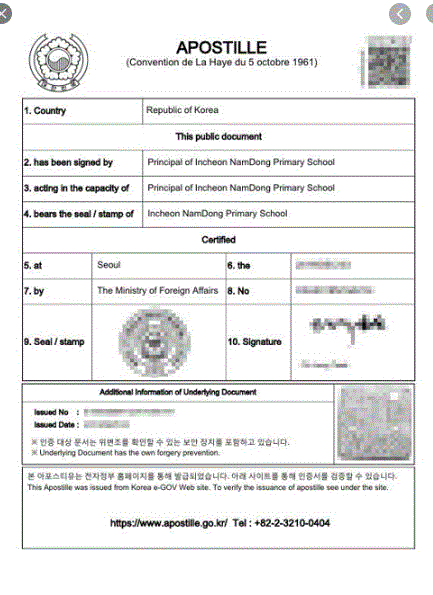 APOSTILLE
(Convention de La Haye du 5 octobre 1961)
1. Country Republic of Korea
This public document
2. has been signed by Principal of Incheon NamDong Primary School
3. acting in the capacity of Principal of Incheon NamDong Primary School
4. bears the seal / stamp of Incheon NamDong Primary School
Certified
5. at Seoul 6. the
7. by The Ministry of Foreign Affairs 8. No
9. Seal / stamp 10. Signature
Additional Information of Underlying Document
Issued No :
Issued Date :
※ 인증 대상 문서는 위변조를 확인할 수 있는 보안 장치를 포함하고 있습니다.
※ Underlying Document has the own forgery prevention.
본 아포스티유는 전자정부 홈페이지를 통해 발급되었습니다. 아래 사이트를 통해 인증서를 검증할 수 있습니다.
This Apostille was issued from Korea e-GOV Web site. To verify the issuance of apostille see under the site.
https://www.apostille.go.kr/ Tel : +82-2-3210-0404